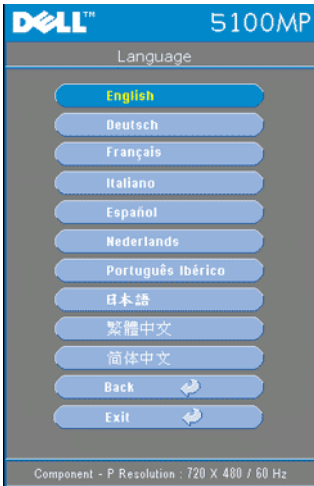 DELL™ 5100MP
Language
English
Deutsch
Français
Italiano
Español
Nederlands
Português Ibérico
日本語
繁體中文
简体中文
Back
Exit
Component - P Resolution : 720 X 480 / 60 Hz